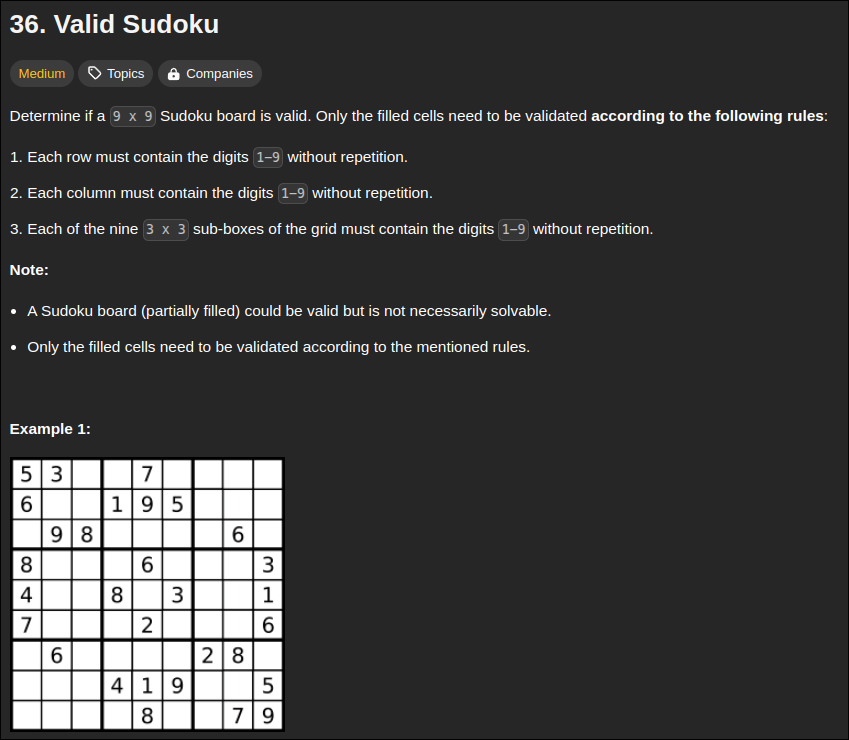 36. Valid Sudoku
Medium Topics Companies
Determine if a 9 x 9 Sudoku board is valid. Only the filled cells need to be validated according to the following rules:
1. Each row must contain the digits 1-9 without repetition.
2. Each column must contain the digits 1-9 without repetition.
3. Each of the nine 3 x 3 sub-boxes of the grid must contain the digits 1-9 without repetition.
Note:
• A Sudoku board (partially filled) could be valid but is not necessarily solvable.
• Only the filled cells need to be validated according to the mentioned rules.
Example 1:
5 3 7
6 1 9 5
9 8 6
8 6 3
4 8 3 1
7 2 6
6 2 8
4 1 9 5
8 7 9